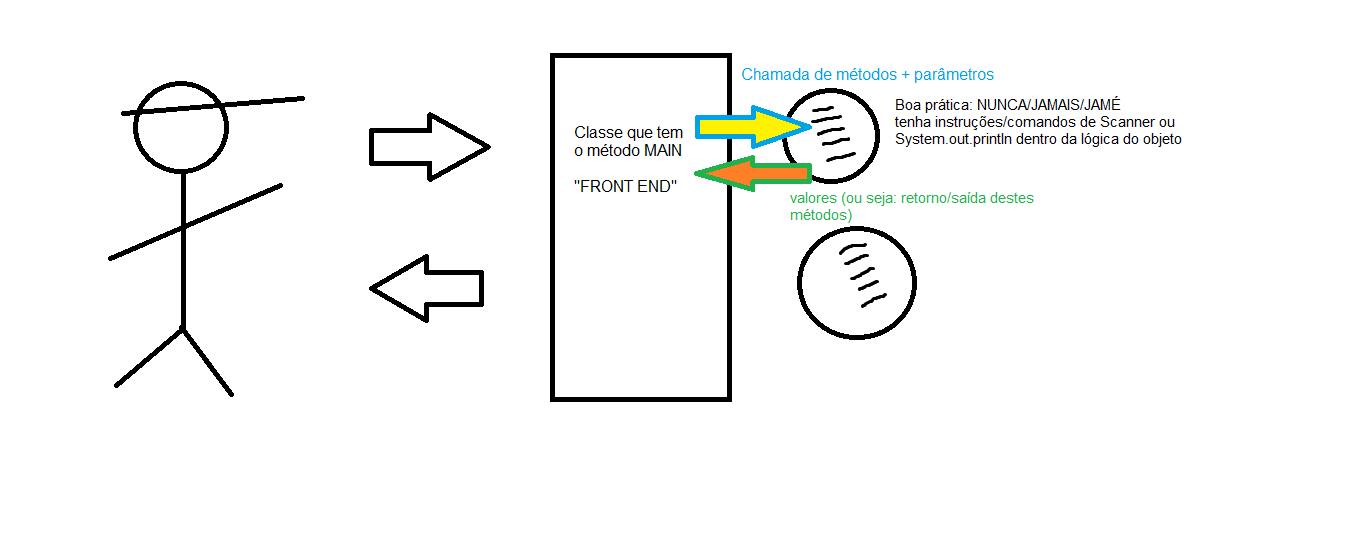 Chamada de métodos + parâmetros
Boa prática: NUNCA/JAMAIS/JAMÉ
tenha instruções/comandos de Scanner ou
System.out.println dentro da lógica do objeto
Classe que tem
o método MAIN
"FRONT END"
valores (ou seja: retorno/saída destes
métodos)